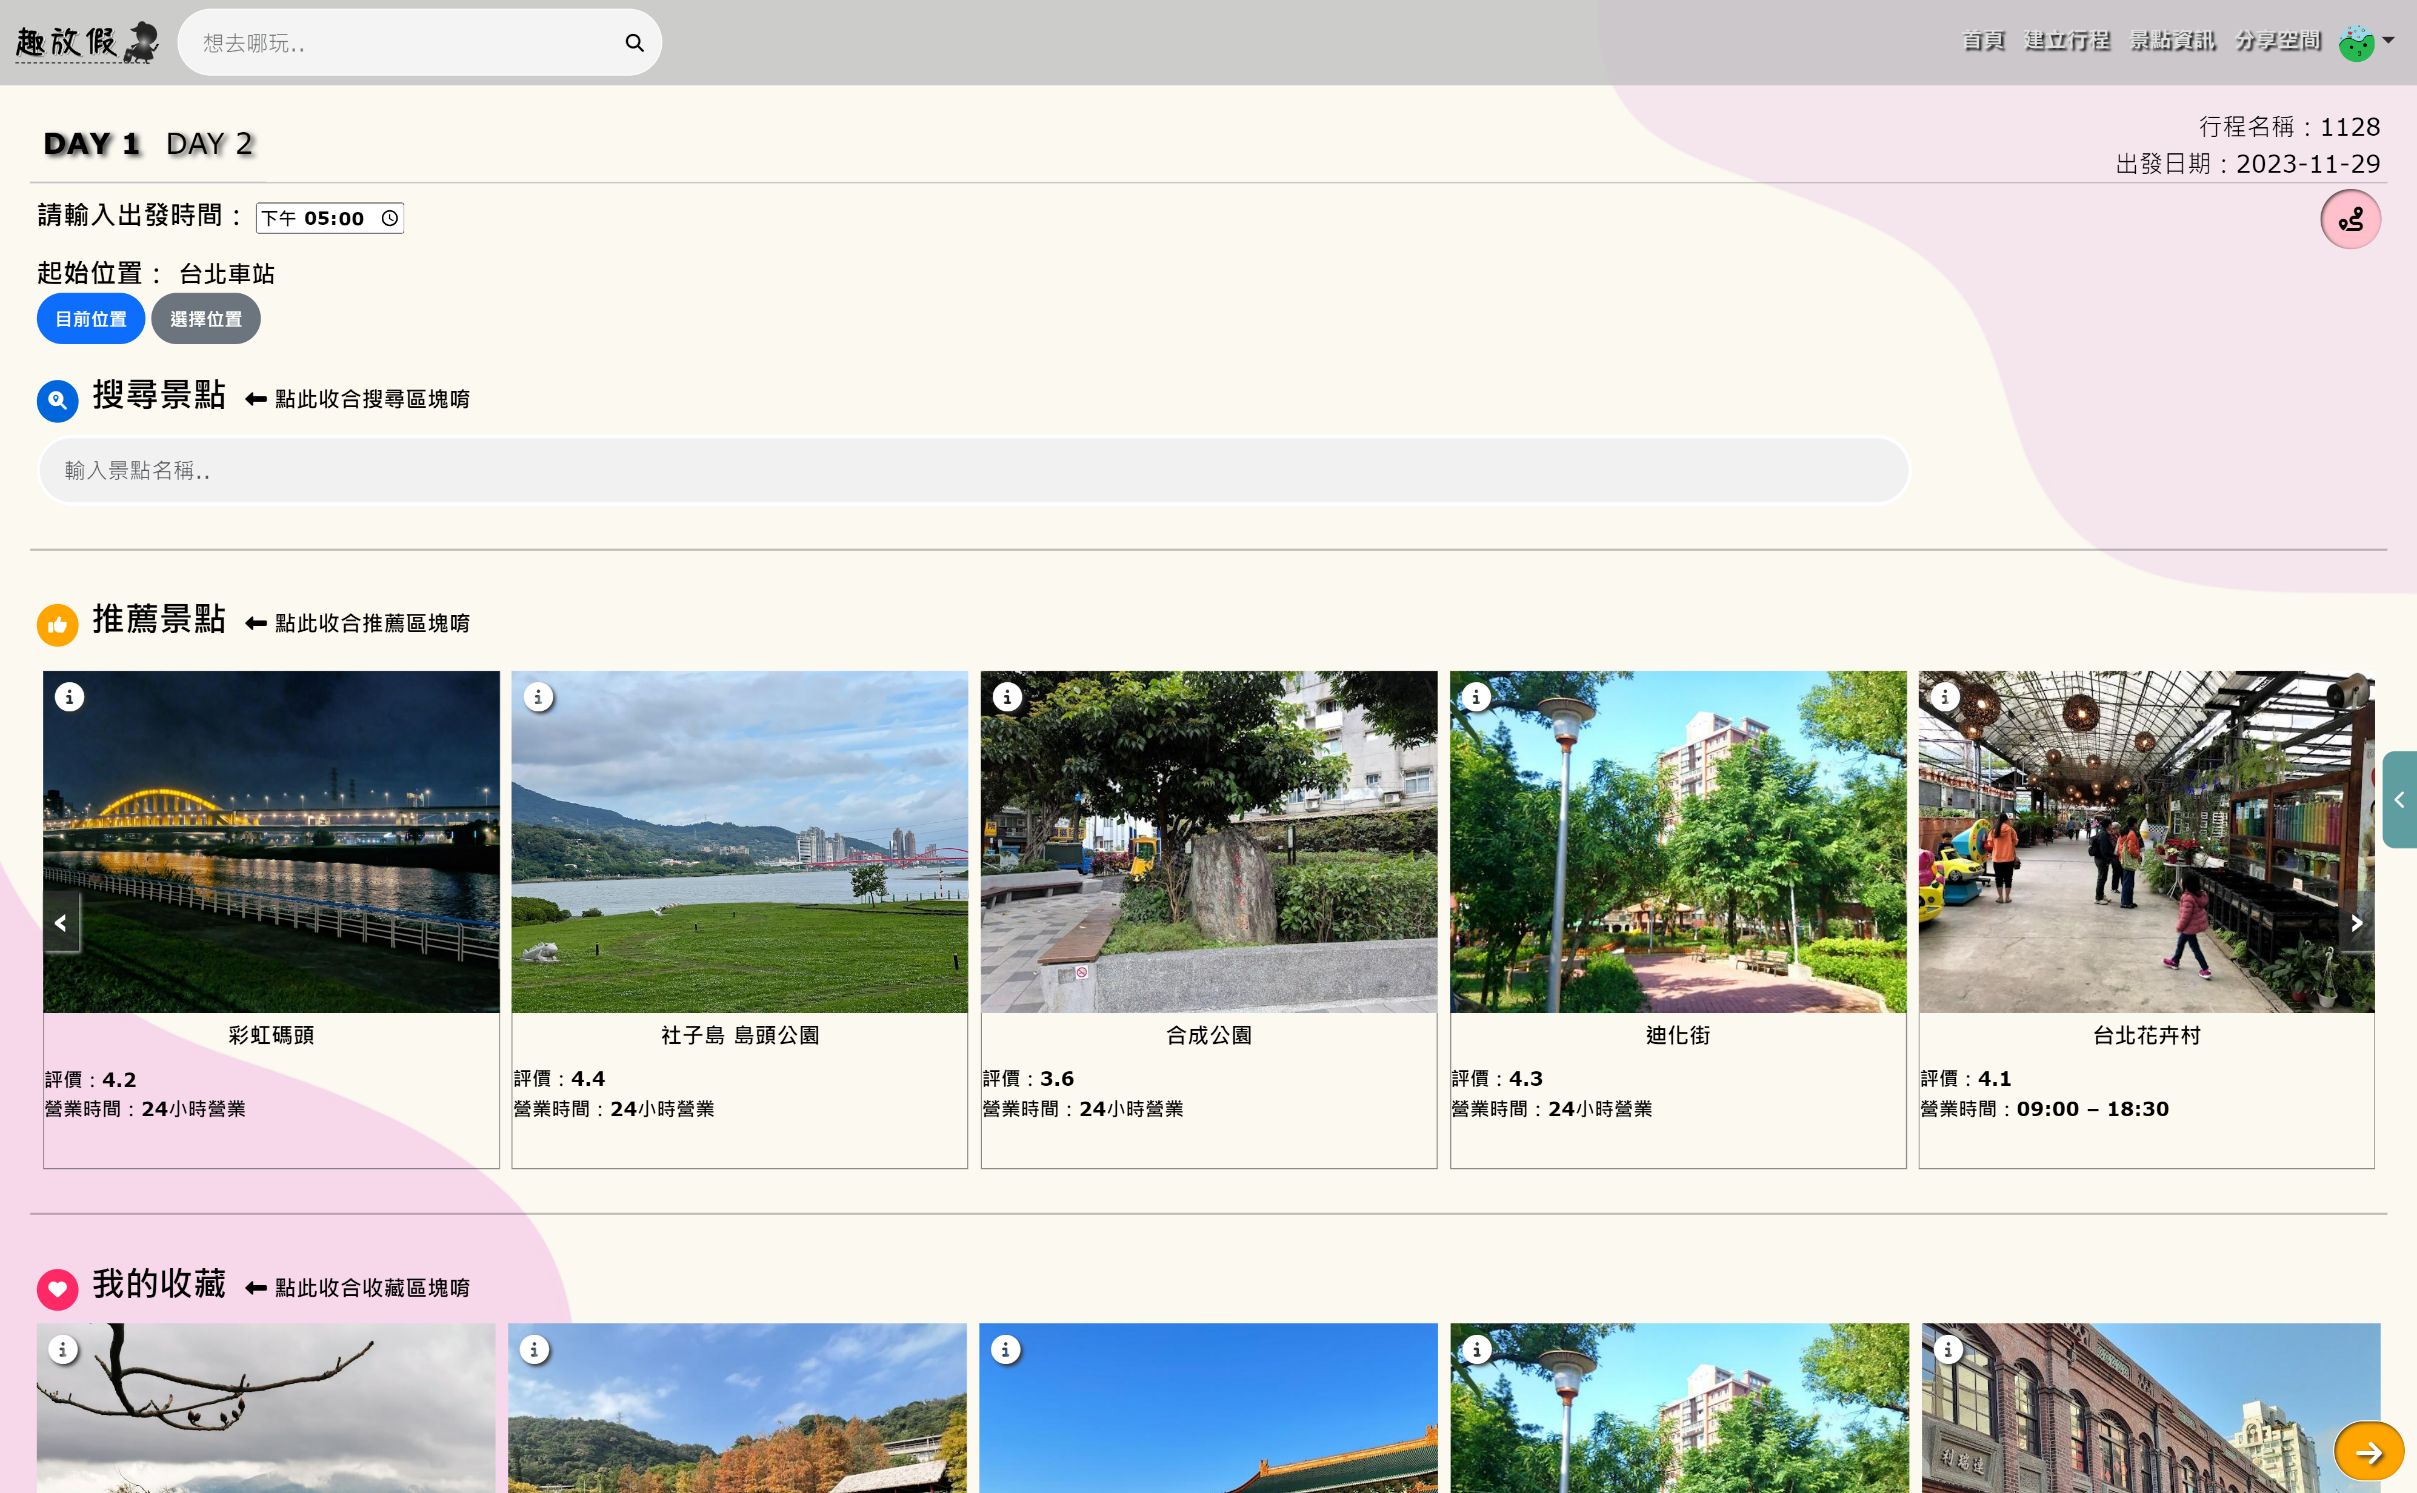 趣放假
想去哪玩..
首頁 建立行程 景點資訊 分享空間
DAY 1 DAY 2
行程名稱：1128
出發日期：2023-11-29
請輸入出發時間： 下午 05:00
起始位置： 台北車站
目前位置 選擇位置
搜尋景點 點此收合搜尋區塊唷
輸入景點名稱..
推薦景點 點此收合推薦區塊唷
彩虹碼頭
評價：4.2
營業時間：24小時營業
社子島 島頭公園
評價：4.4
營業時間：24小時營業
合成公園
評價：3.6
營業時間：24小時營業
迪化街
評價：4.3
營業時間：24小時營業
台北花卉村
評價：4.1
營業時間：09:00 – 18:30
我的收藏 點此收合收藏區塊唷